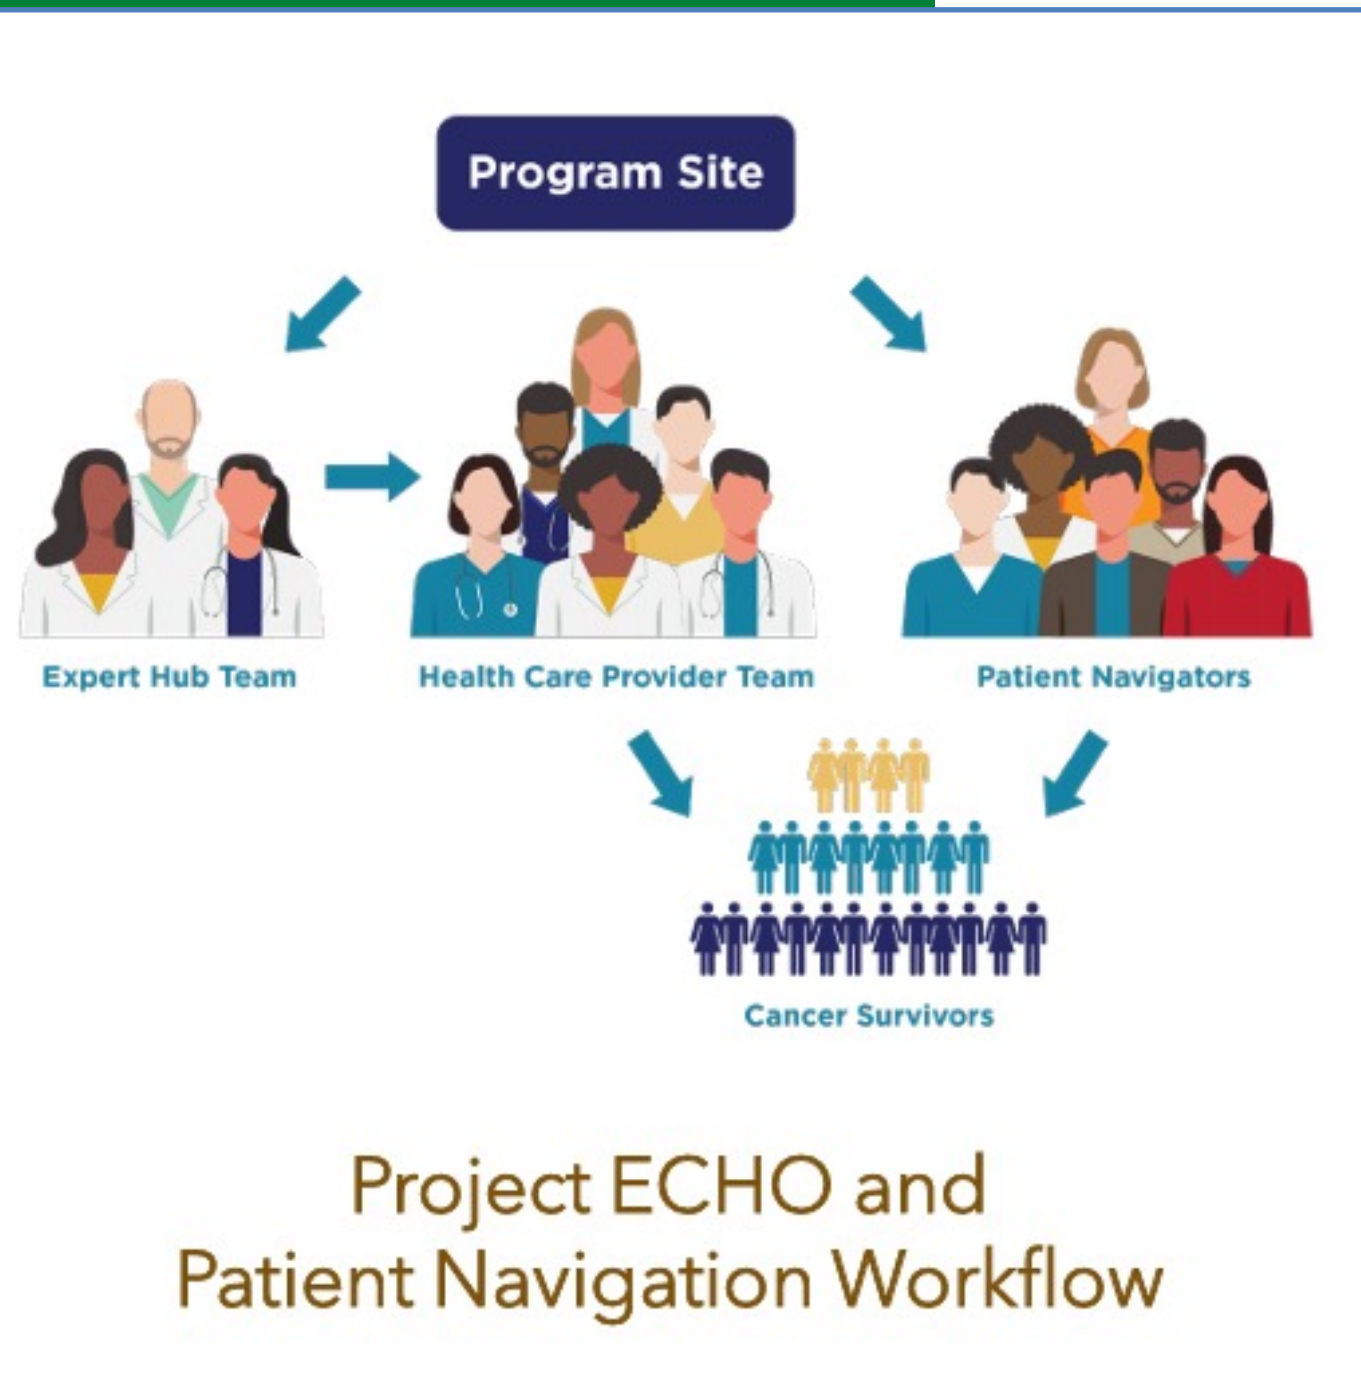 Program Site
Expert Hub Team
Health Care Provider Team
Patient Navigators
Cancer Survivors
Project ECHO and
Patient Navigation Workflow